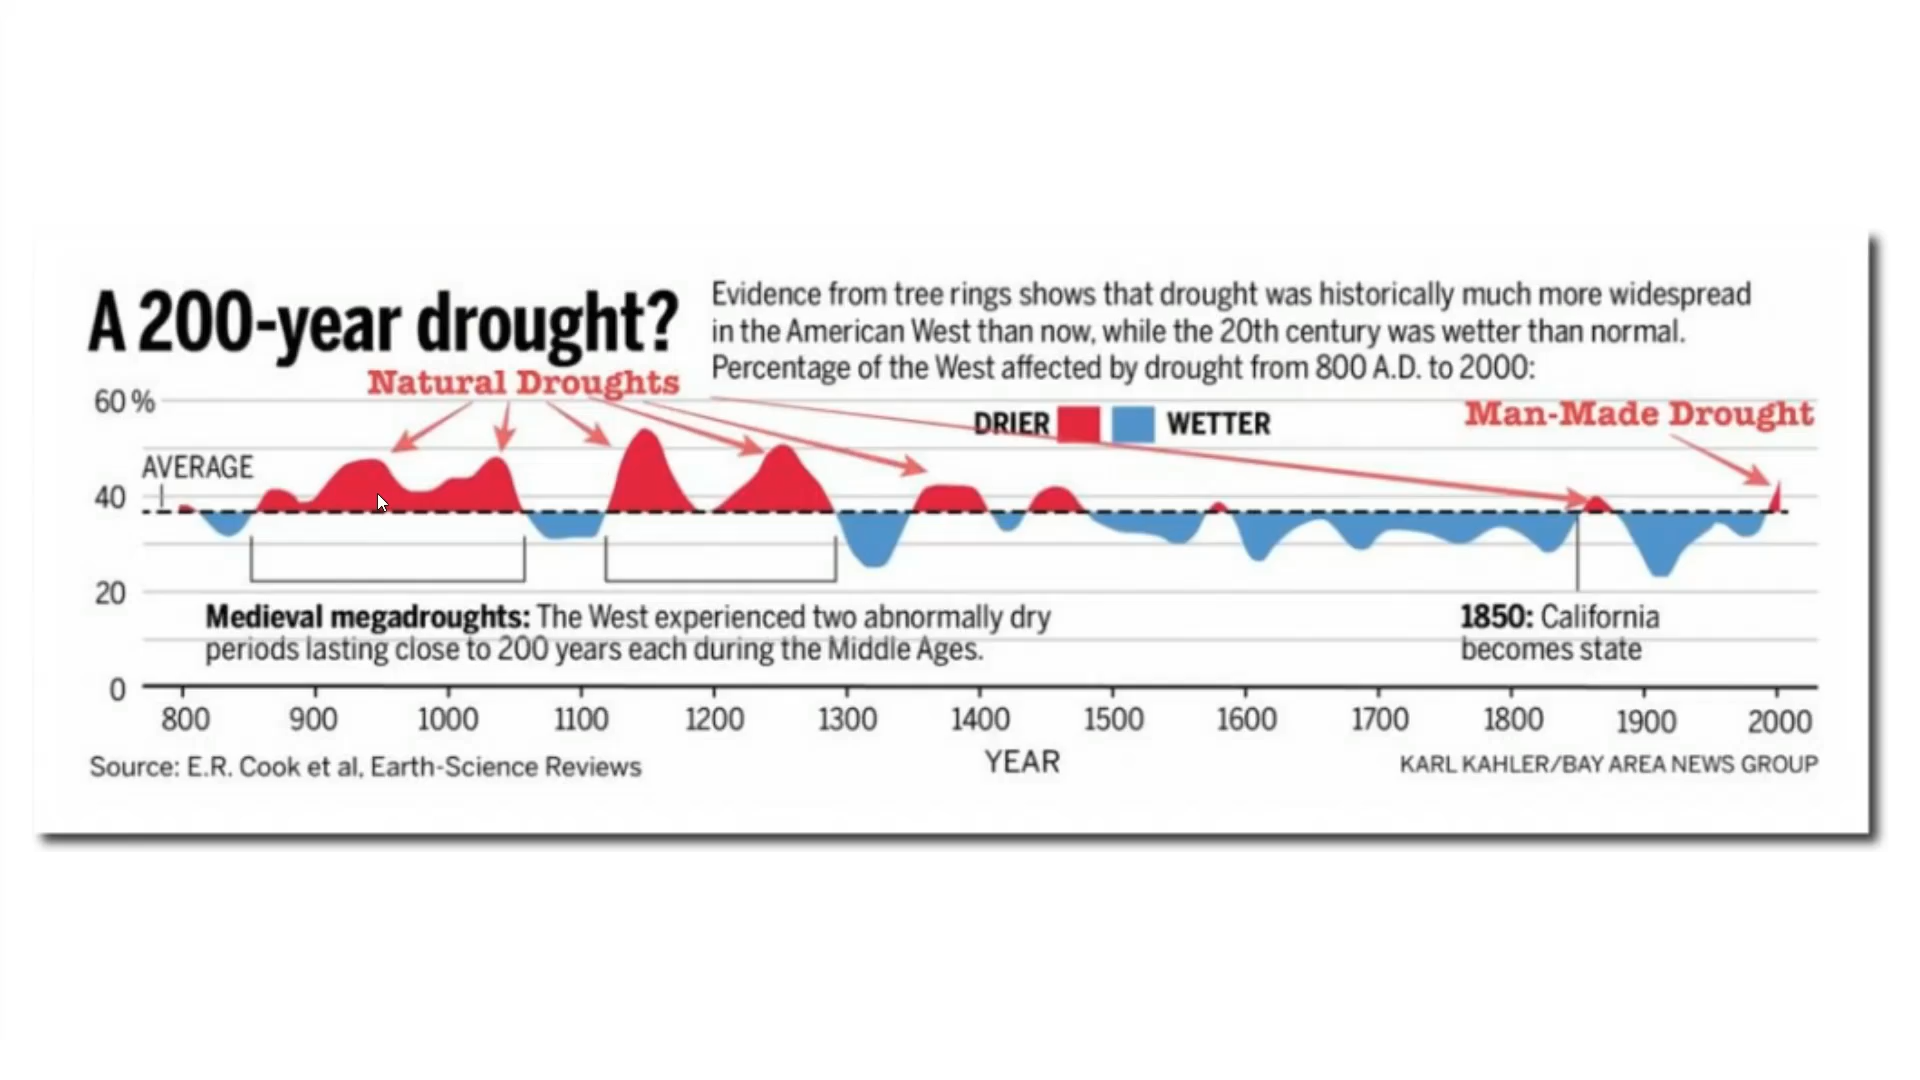 A 200-year drought?
Evidence from tree rings shows that drought was historically much more widespread
in the American West than now, while the 20th century was wetter than normal.
Percentage of the West affected by drought from 800 A.D. to 2000:
Natural Droughts
60 %
DRIER
WETTER
Man-Made Drought
AVERAGE
40
20
Medieval megadroughts: The West experienced two abnormally dry
periods lasting close to 200 years each during the Middle Ages.
1850: California
becomes state
0
800 900 1000 1100 1200 1300 1400 1500 1600 1700 1800 1900 2000
YEAR
Source: E.R. Cook et al, Earth-Science Reviews
KARL KAHLER/BAY AREA NEWS GROUP